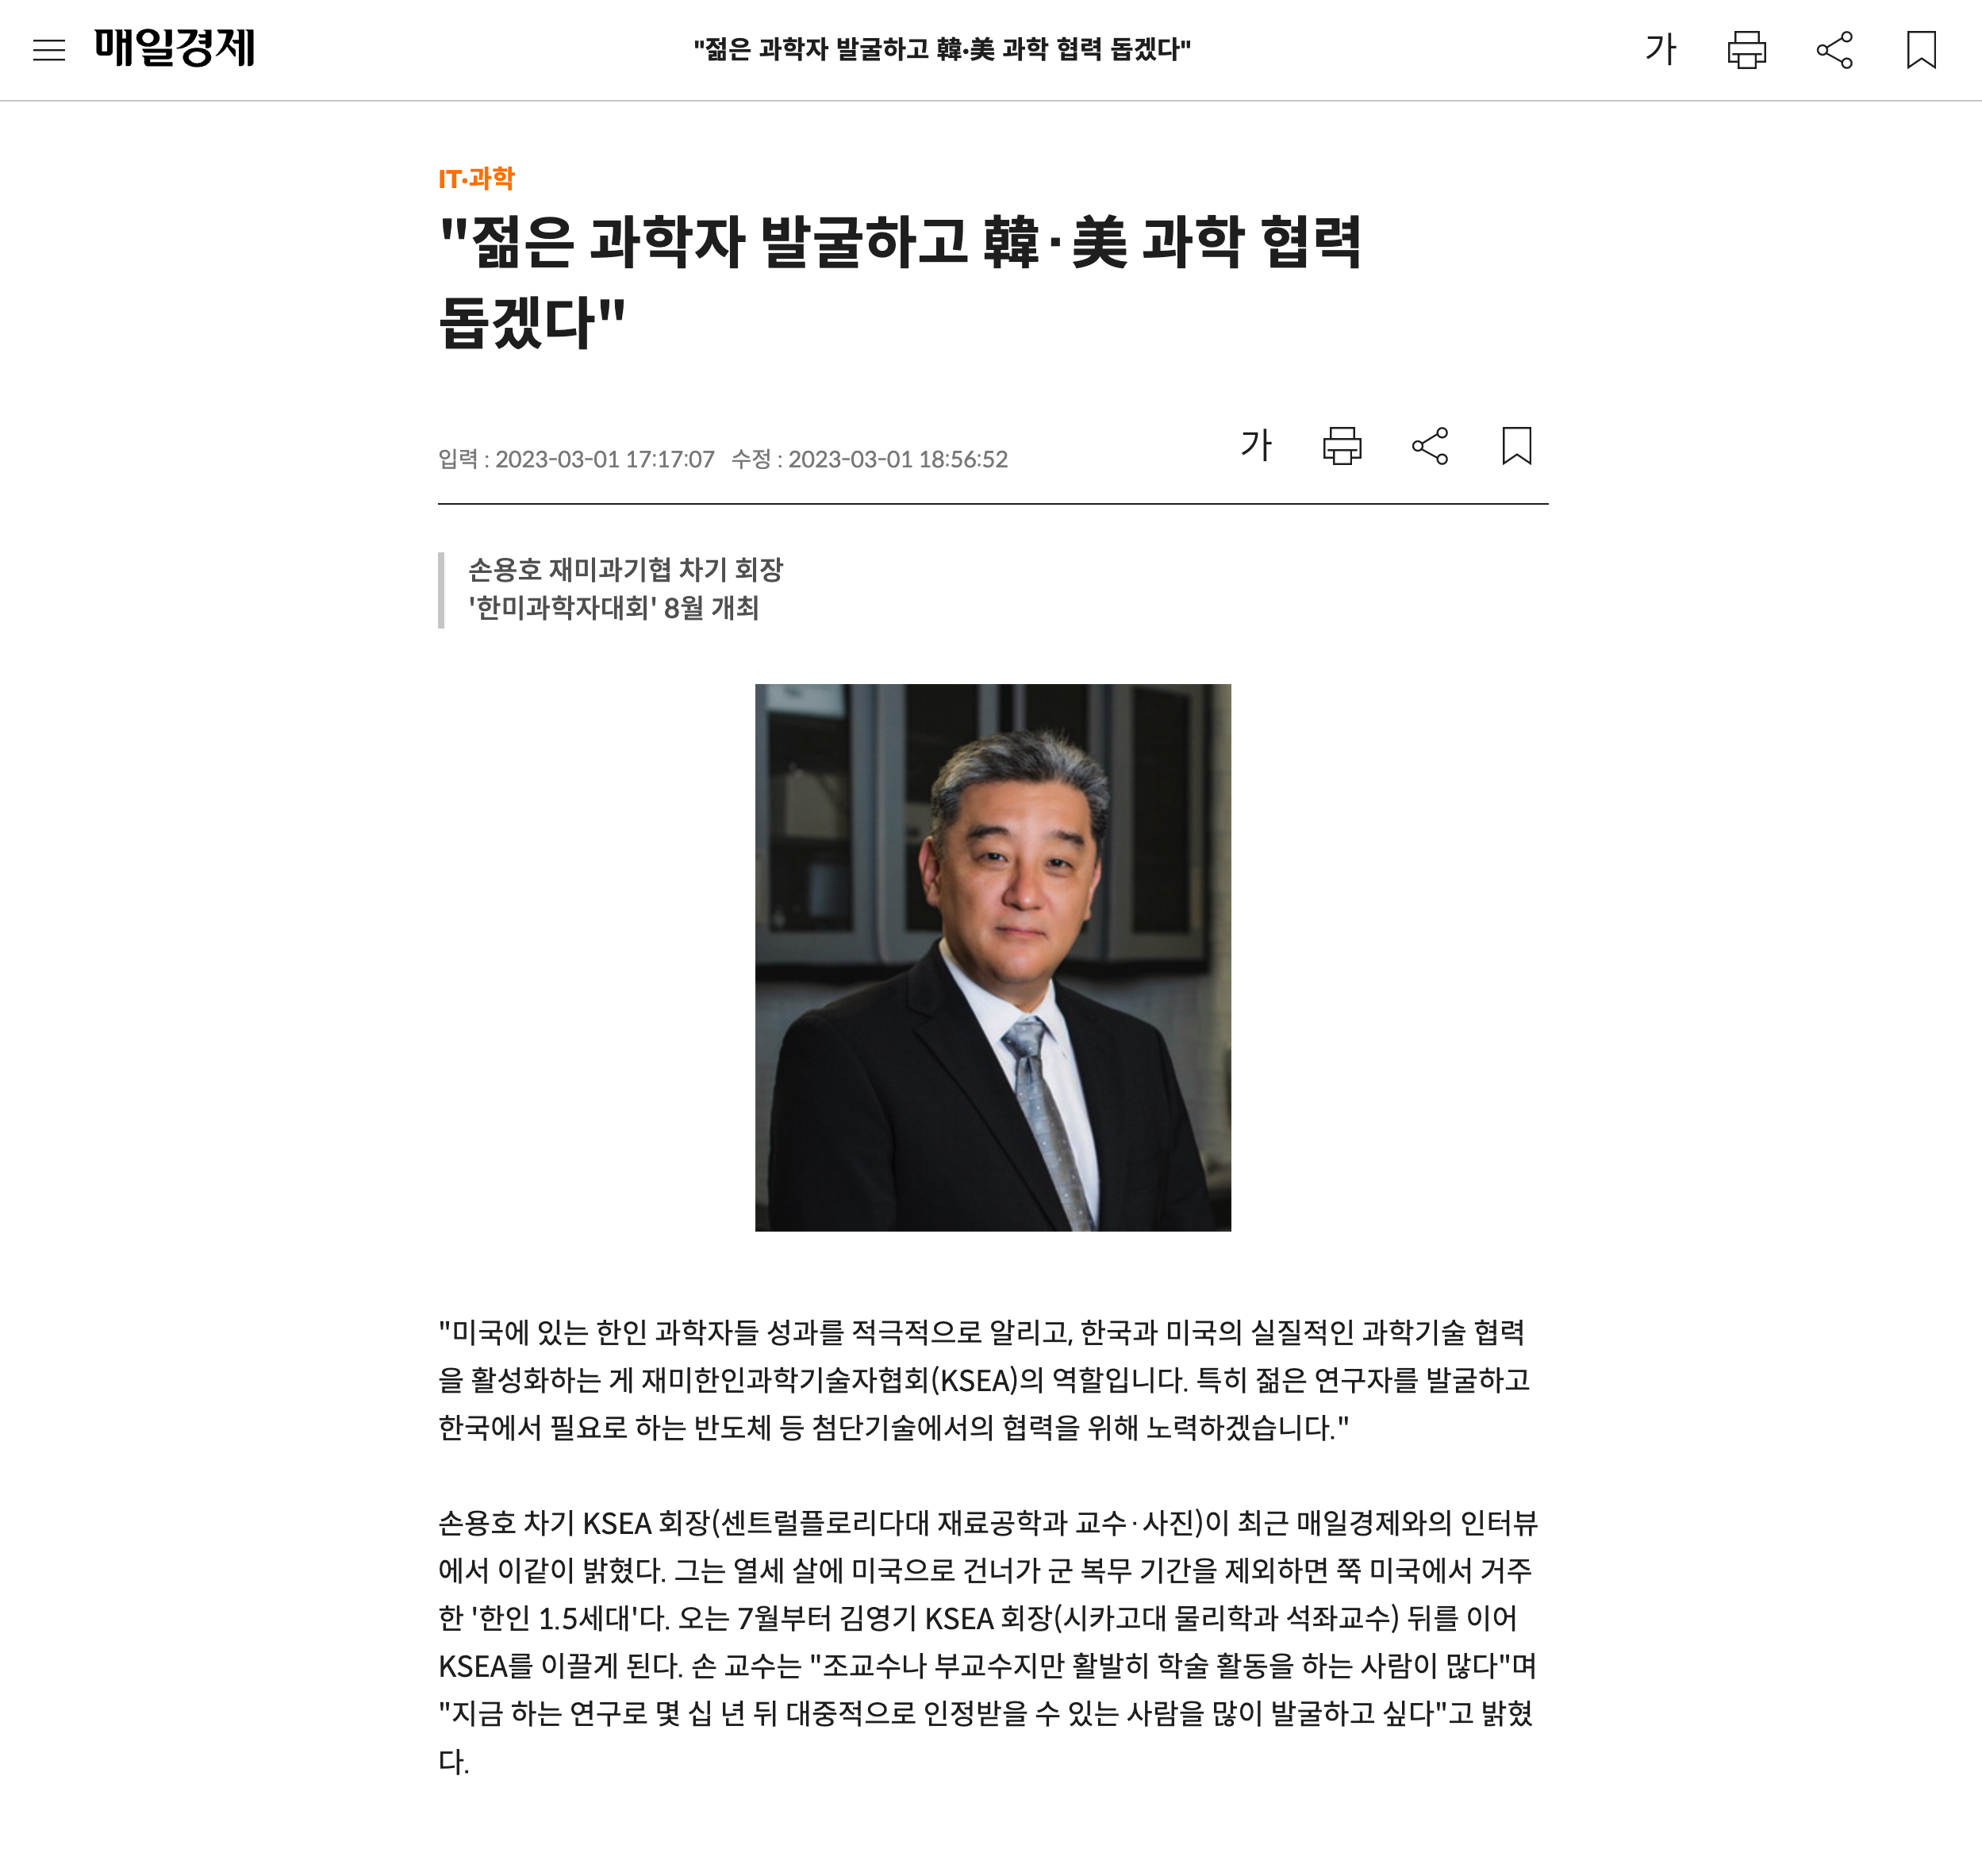 매일경제
"젊은 과학자 발굴하고 韓·美 과학 협력 돕겠다"
가
IT·과학
"젊은 과학자 발굴하고 韓·美 과학 협력
돕겠다"
입력 : 2023-03-01 17:17:07 수정 : 2023-03-01 18:56:52
가
손용호 재미과기협 차기 회장
'한미과학자대회' 8월 개최
"미국에 있는 한인 과학자들 성과를 적극적으로 알리고, 한국과 미국의 실질적인 과학기술 협력
을 활성화하는 게 재미한인과학기술자협회(KSEA)의 역할입니다. 특히 젊은 연구자를 발굴하고
한국에서 필요로 하는 반도체 등 첨단기술에서의 협력을 위해 노력하겠습니다."
손용호 차기 KSEA 회장(센트럴플로리다대 재료공학과 교수·사진)이 최근 매일경제와의 인터뷰
에서 이같이 밝혔다. 그는 열세 살에 미국으로 건너가 군 복무 기간을 제외하면 쭉 미국에서 거주
한 '한인 1.5세대'다. 오는 7월부터 김영기 KSEA 회장(시카고대 물리학과 석좌교수) 뒤를 이어
KSEA를 이끌게 된다. 손 교수는 "조교수나 부교수지만 활발히 학술 활동을 하는 사람이 많다"며
"지금 하는 연구로 몇 십 년 뒤 대중적으로 인정받을 수 있는 사람을 많이 발굴하고 싶다"고 밝혔
다.